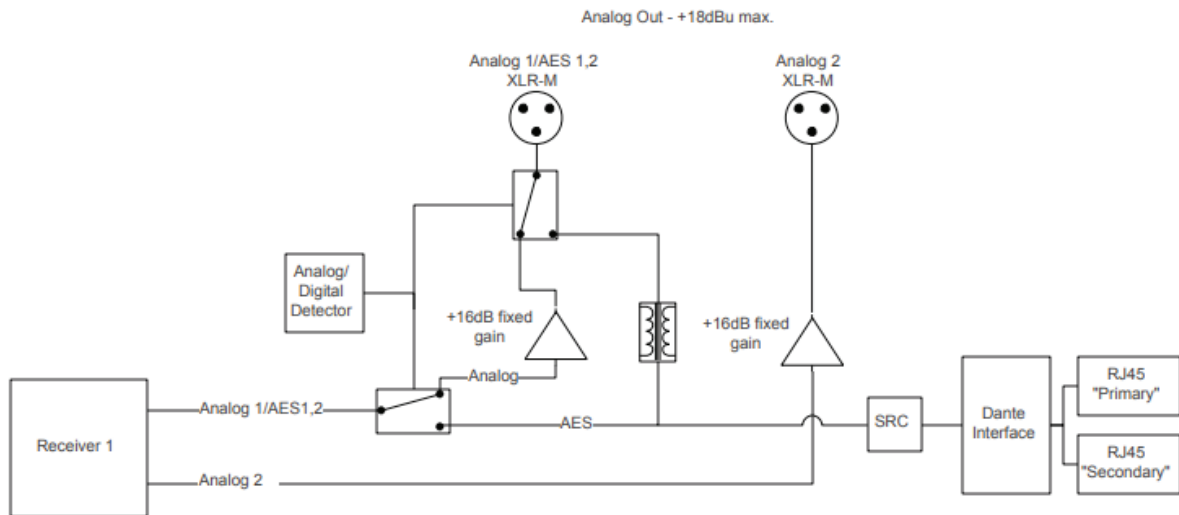 Analog Out - +18dBu max.
Analog 1/AES 1,2
XLR-M
Analog 2
XLR-M
Analog/
Digital
Detector
+16dB fixed
gain
+16dB fixed
gain
Analog
Receiver 1
Analog 1/AES1,2
AES
Analog 2
SRC
Dante
Interface
RJ45
"Primary"
RJ45
"Secondary"